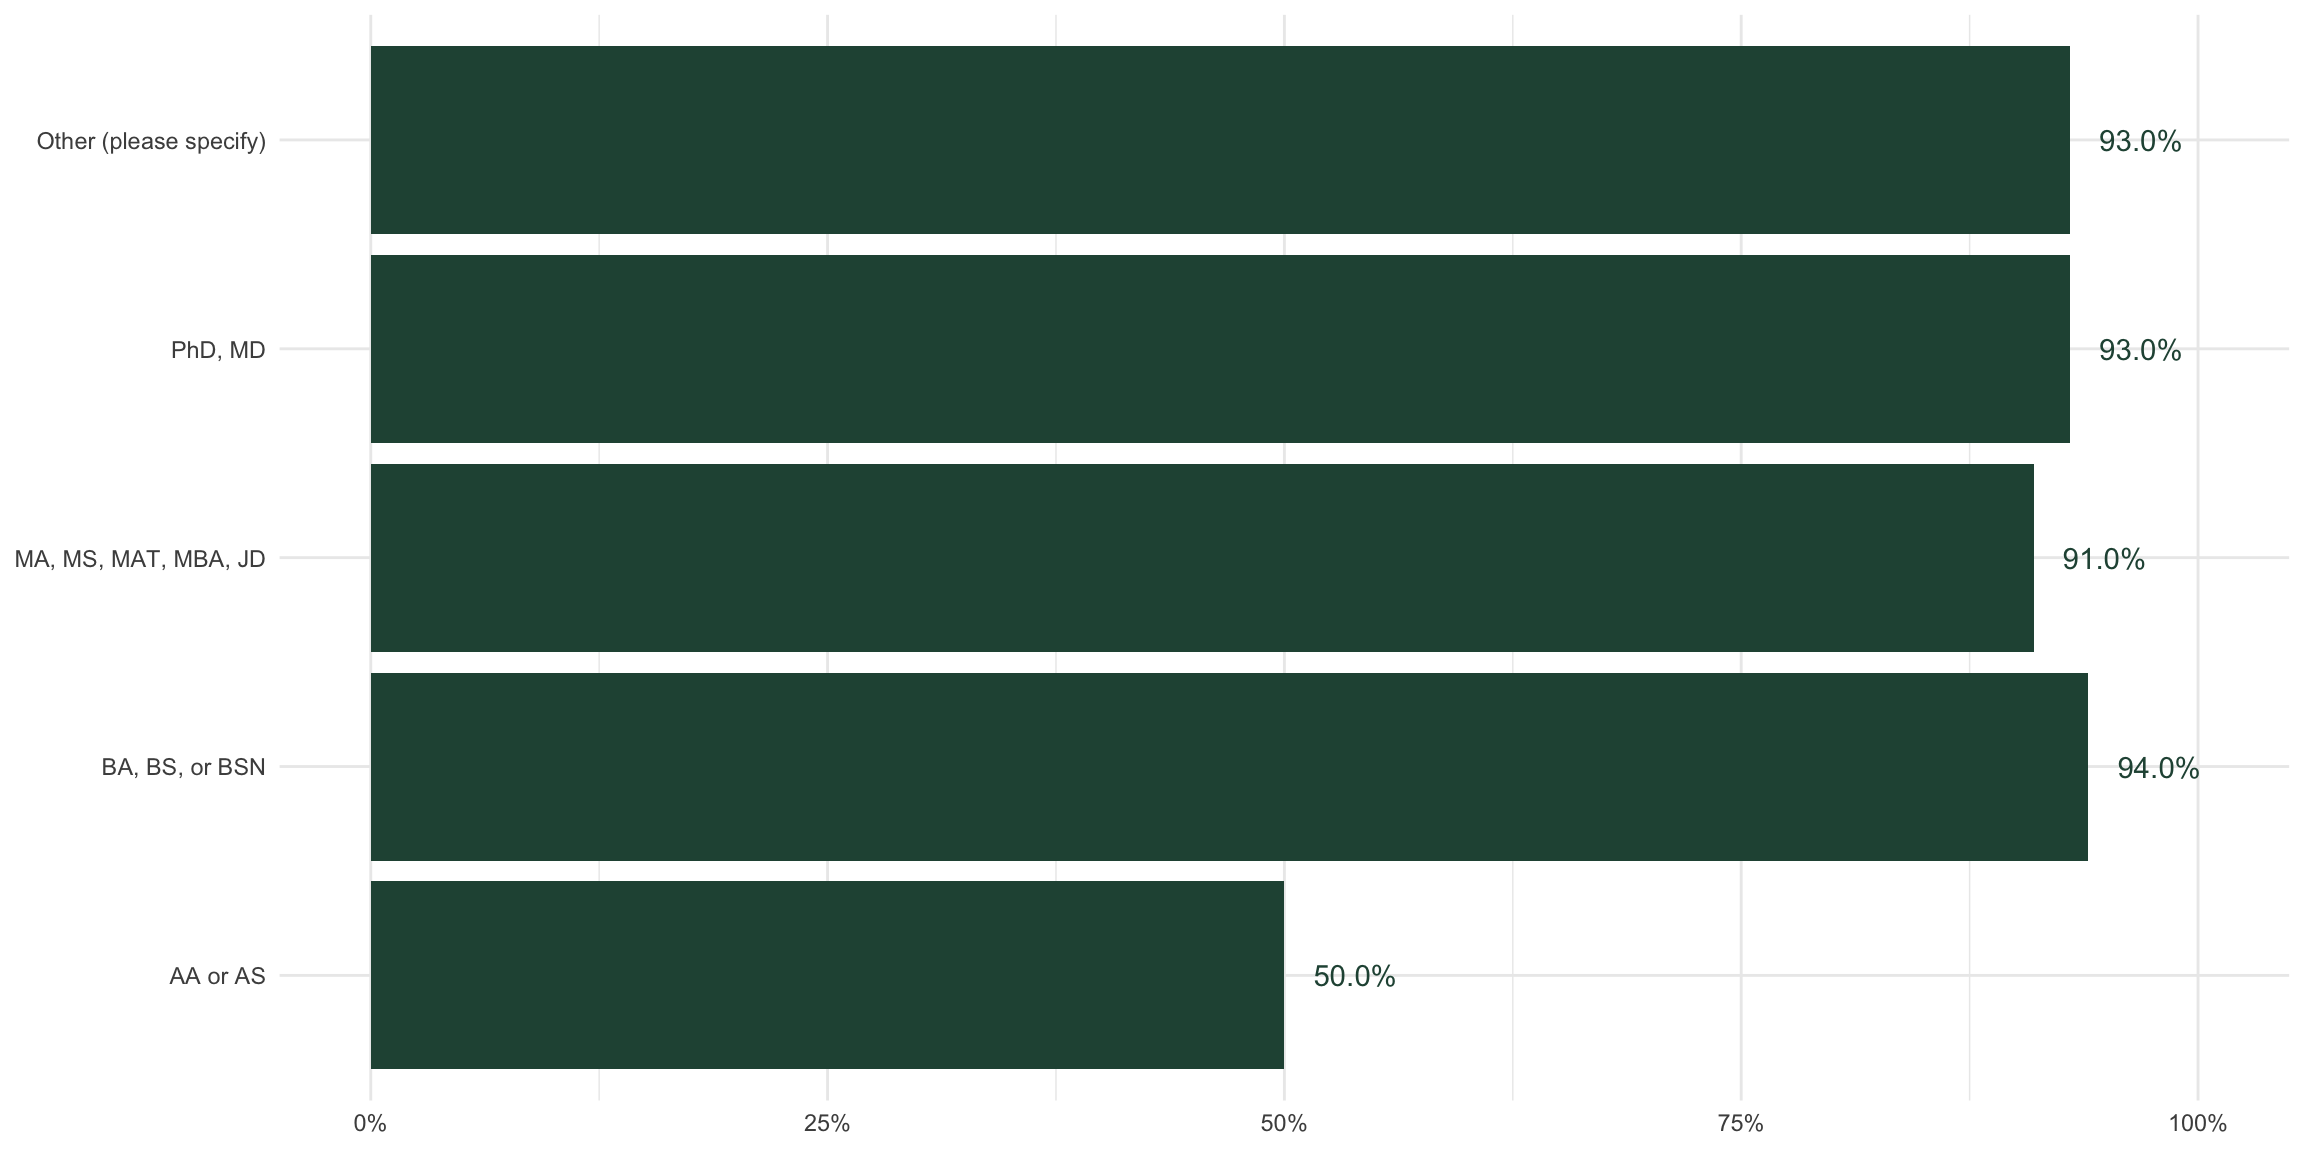 Other (please specify)
93.0%
PhD, MD
93.0%
MA, MS, MAT, MBA, JD
91.0%
BA, BS, or BSN
94.0%
AA or AS
50.0%
0%
25%
50%
75%
100%